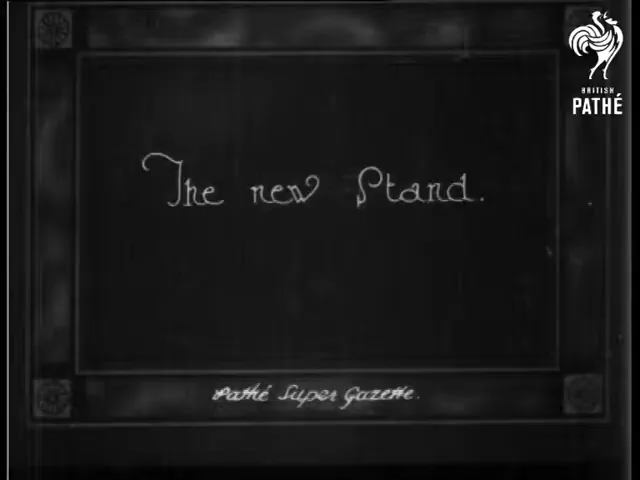 BRITISH
PATHÉ
The new Stand.
Pathé Super Gazette.